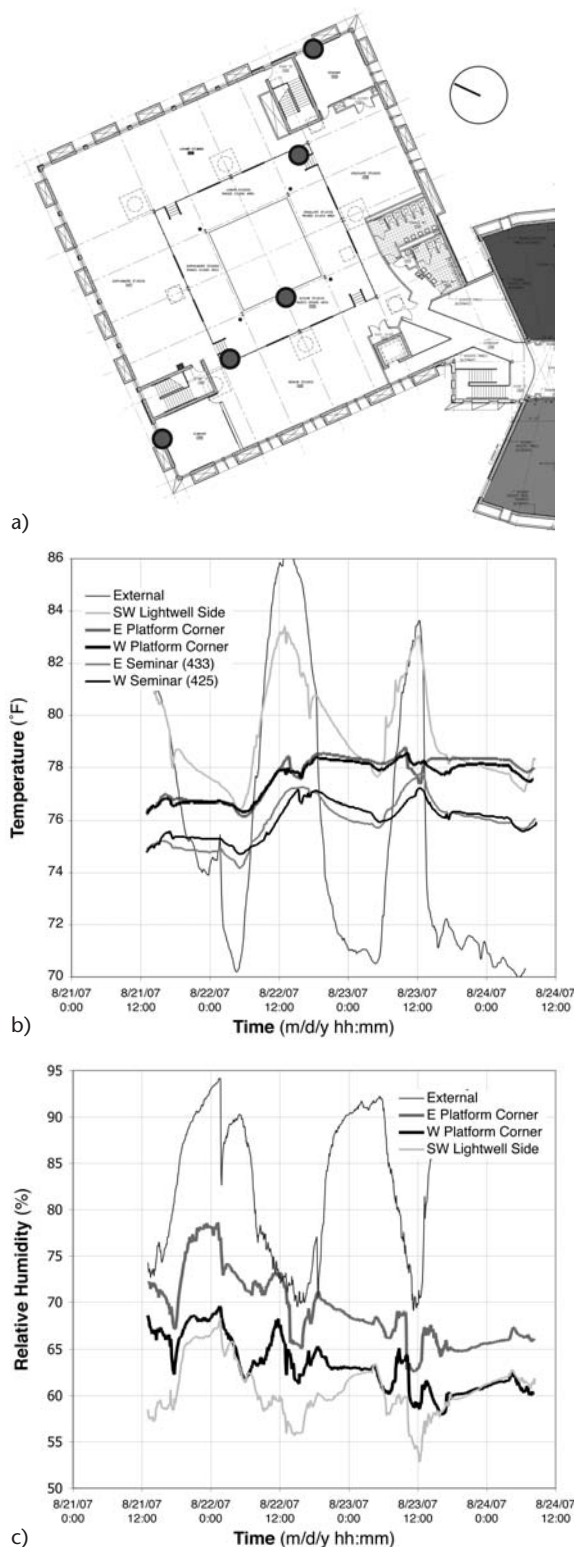 a)
86
84
82
80
78
76
74
72
70
Temperature (˚F)
External
SW Lightwell Side
E Platform Corner
W Platform Corner
E Seminar (433)
W Seminar (425)
8/21/07 8/21/07 8/22/07 8/22/07 8/23/07 8/23/07 8/24/07 8/24/07
0:00 12:00 0:00 12:00 0:00 12:00 0:00 12:00
b)
Time (m/d/y hh:mm)
95
90
85
80
75
70
65
60
55
50
Relative Humidity (%)
External
E Platform Corner
W Platform Corner
SW Lightwell Side
8/21/07 8/21/07 8/22/07 8/22/07 8/23/07 8/23/07 8/24/07 8/24/07
0:00 12:00 0:00 12:00 0:00 12:00 0:00 12:00
c)
Time (m/d/y hh:mm)